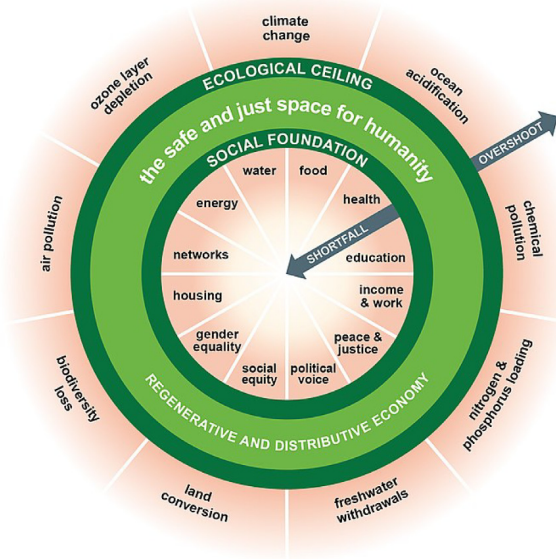 climate
change
ocean
acidification
chemical
pollution
nitrogen &
phosphorus loading
freshwater
withdrawals
land
conversion
biodiversity
loss
air pollution
ozone layer
depletion
ECOLOGICAL CEILING
the safe and just space for humanity
SOCIAL FOUNDATION
OVERSHOOT
SHORTFALL
water
food
health
education
income
& work
peace &
justice
political
voice
social
equity
gender
equality
housing
networks
energy
REGENERATIVE AND DISTRIBUTIVE ECONOMY